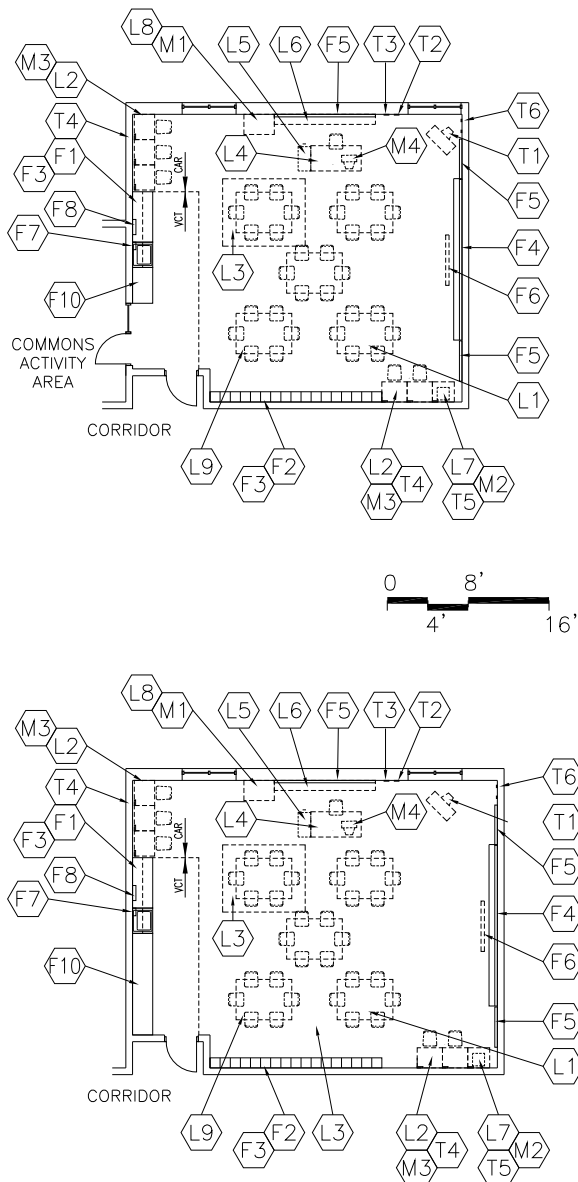 L8
M1
L5
L6
F5
T3
T2
M3
L2
T4
F1
F3
F8
F7
F10
CAR
VCT
L4
M4
T6
T1
F5
F4
F6
F5
L3
L1
COMMONS
ACTIVITY
AREA
CORRIDOR
L9
F2
F3
L2
T4
M3
L7
M2
T5
0 8'
4' 16'
L8
M1
L5
L6
F5
T3
T2
M3
L2
T4
F1
F3
F8
F7
F10
CAR
VCT
L4
M4
T6
T1
F5
F4
F6
F5
L3
L1
CORRIDOR
L9
F2
F3
L3
L2
T4
M3
L7
M2
T5